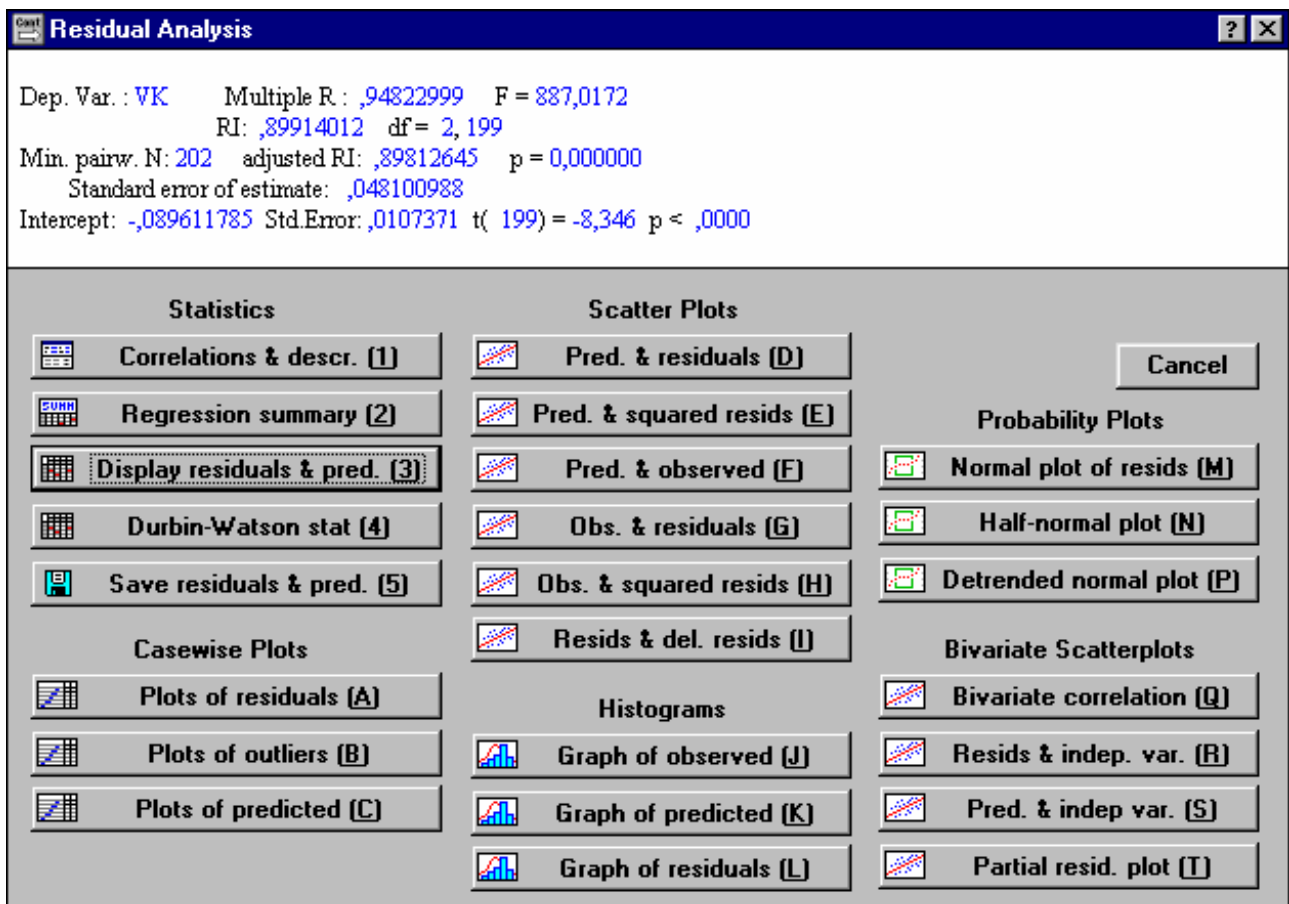 Cont
Residual Analysis
? X
Dep. Var. : VK Multiple R : ,94822999 F = 887,0172
RI: ,89914012 df = 2, 199
Min. pairw. N: 202 adjusted RI: ,89812645 p = 0,000000
Standard error of estimate: ,048100988
Intercept: -,089611785 Std.Error: ,0107371 t( 199) = -8,346 p < ,0000
Statistics
Correlations & descr. (1)
SUMM
Regression summary (2)
Display residuals & pred. (3)
Durbin-Watson stat (4)
Save residuals & pred. (5)
Casewise Plots
Plots of residuals (A)
Plots of outliers (B)
Plots of predicted (C)
Scatter Plots
Pred. & residuals (D)
Pred. & squared resids (E)
Pred. & observed (F)
Obs. & residuals (G)
Obs. & squared resids (H)
Resids & del. resids (I)
Histograms
Graph of observed (J)
Graph of predicted (K)
Graph of residuals (L)
Cancel
Probability Plots
Normal plot of resids (M)
Half-normal plot (N)
Detrended normal plot (P)
Bivariate Scatterplots
Bivariate correlation (Q)
Resids & indep. var. (R)
Pred. & indep var. (S)
Partial resid. plot (T)